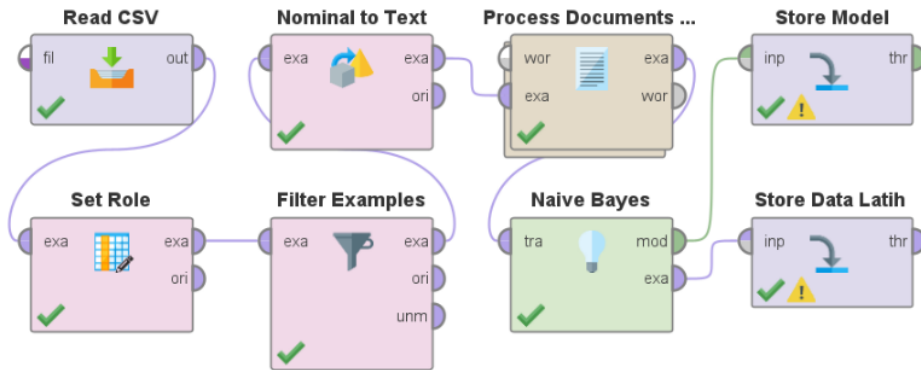 Read CSV
fil out
Nominal to Text
exa exa
ori
Process Documents ...
wor exa
exa wor
Store Model
inp thr
Set Role
exa exa
ori
Filter Examples
exa exa
ori
unm
Naive Bayes
tra mod
exa
Store Data Latih
inp thr